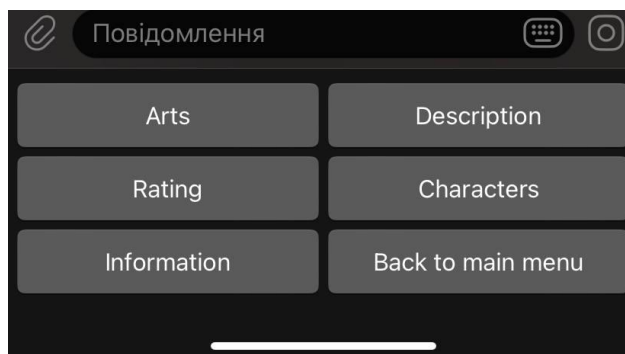 Повідомлення
Arts
Description
Rating
Characters
Information
Back to main menu